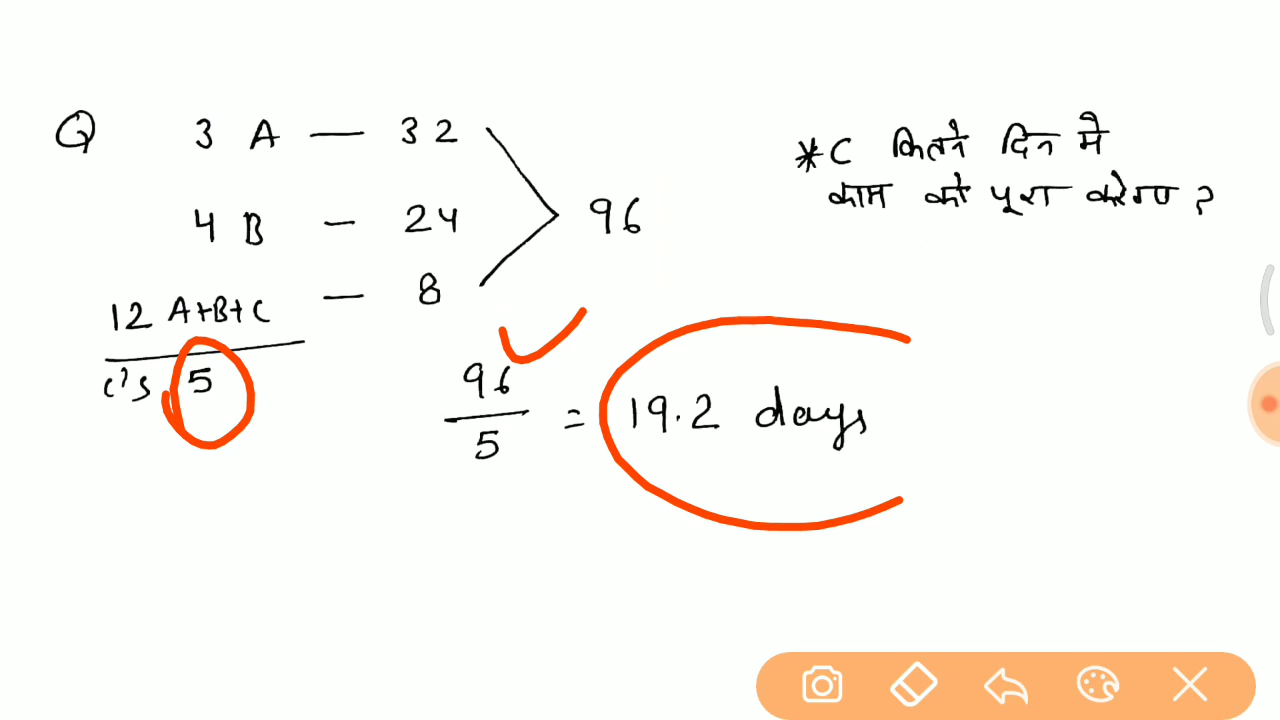 Q 3 A — 32
4 B — 24
96
12 A+B+C — 8
C's 5
96
5
= 19.2 days
*C कितने दिन मे
काम को पूरा करेगा ?